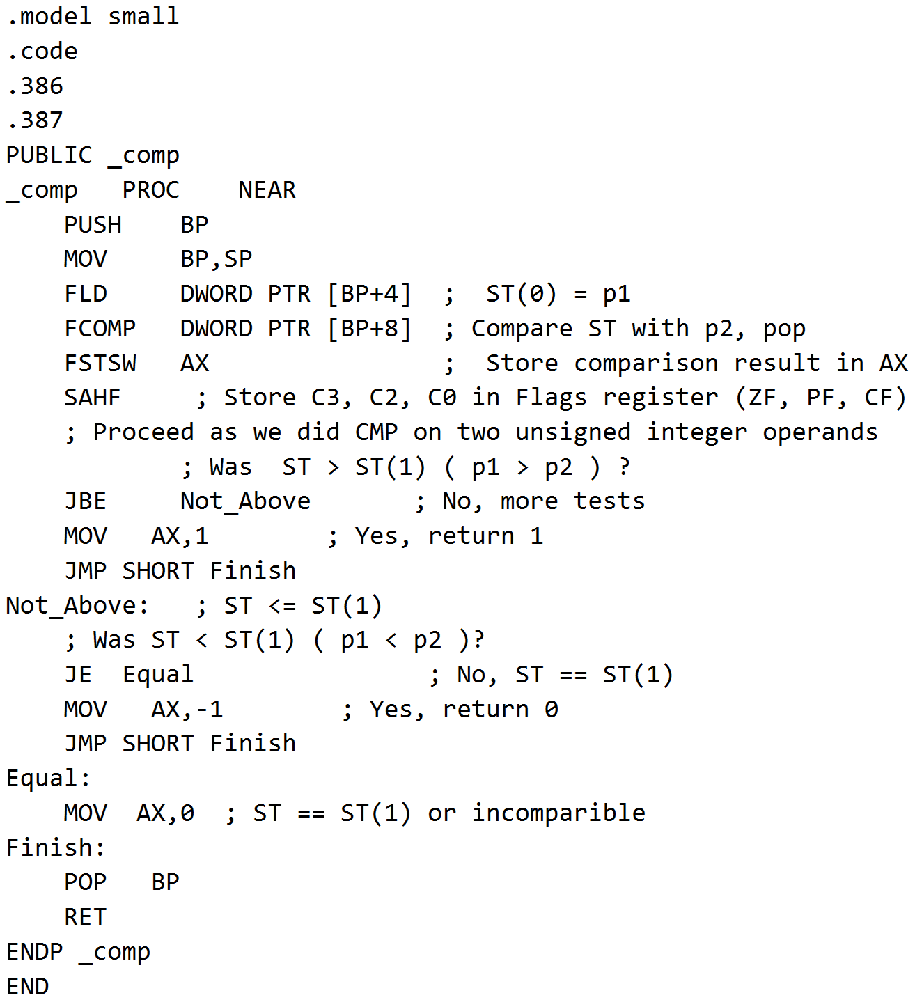 .model small
.code
.386
.387
PUBLIC _comp
_comp   PROC    NEAR
    PUSH    BP
    MOV     BP,SP
    FLD     DWORD PTR [BP+4]  ;  ST(0) = p1
    FCOMP   DWORD PTR [BP+8]  ; Compare ST with p2, pop
    FSTSW   AX                ;  Store comparison result in AX
    SAHF      ; Store C3, C2, C0 in Flags register (ZF, PF, CF)
    ; Proceed as we did CMP on two unsigned integer operands
            ; Was  ST > ST(1) ( p1 > p2 ) ?
    JBE     Not_Above       ; No, more tests
    MOV   AX,1        ; Yes, return 1
    JMP SHORT Finish
Not_Above:   ; ST <= ST(1)
    ; Was ST < ST(1) ( p1 < p2 )?
    JE  Equal                ; No, ST == ST(1)
    MOV   AX,-1        ; Yes, return 0
    JMP SHORT Finish
Equal:
    MOV  AX,0  ; ST == ST(1) or incomparible
Finish:
    POP   BP
    RET
ENDP _comp
END